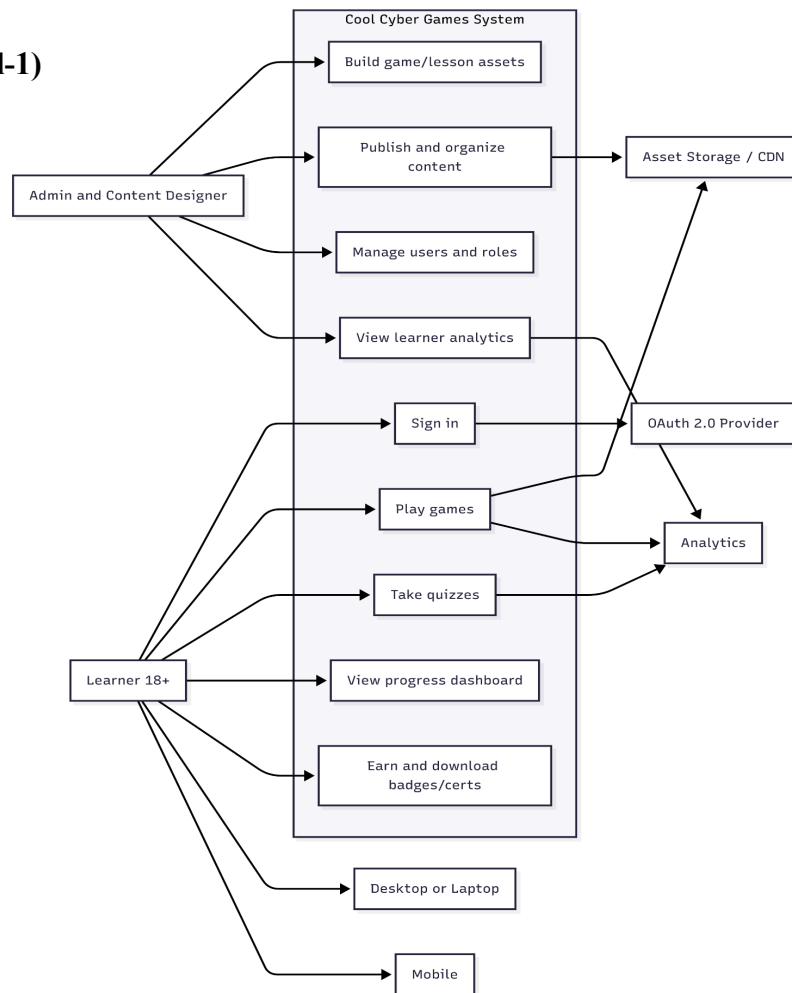 l-1)
Cool Cyber Games System
Build game/lesson assets
Publish and organize
content
Asset Storage / CDN
Admin and Content Designer
Manage users and roles
View learner analytics
Sign in
OAuth 2.0 Provider
Play games
Analytics
Take quizzes
Learner 18+
View progress dashboard
Earn and download
badges/certs
Desktop or Laptop
Mobile